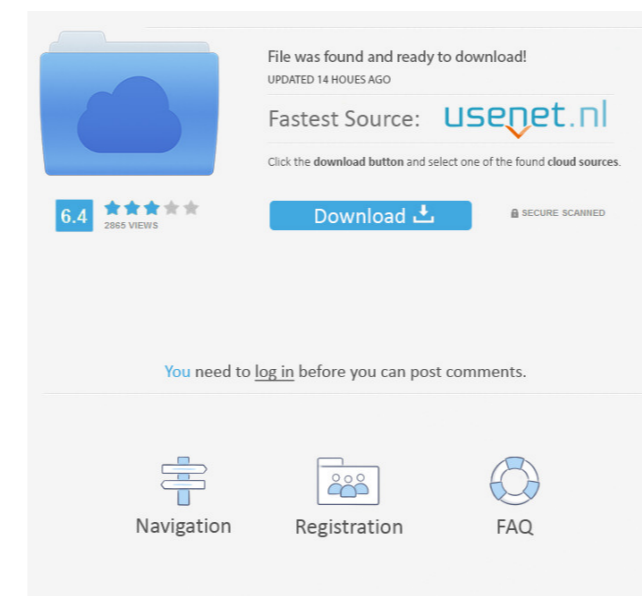 File was found and ready to download!
UPDATED 14 HOUES AGO
Fastest Source: usenet.nl
Click the download button and select one of the found cloud sources.
6.4
2865 VIEWS
Download
SECURE SCANNED
You need to log in before you can post comments.
Navigation
Registration
FAQ